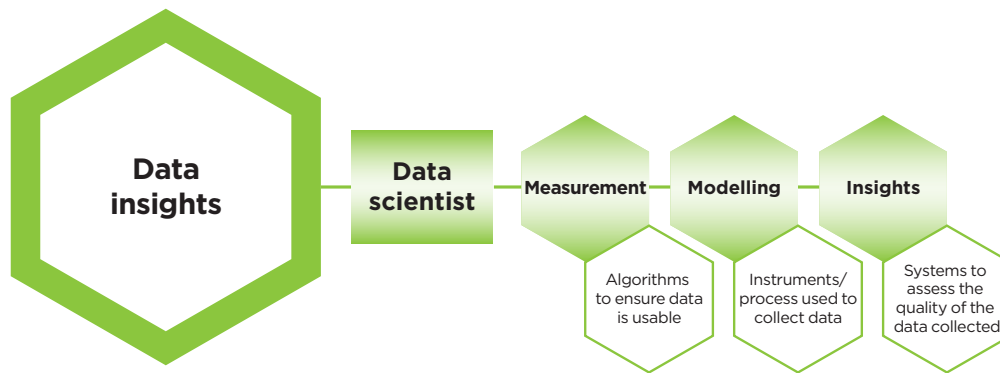 Data
insights
Data
scientist
Measurement
Modelling
Insights
Algorithms
to ensure data
is usable
Instruments/
process used to
collect data
Systems to
assess the
quality of the
data collected